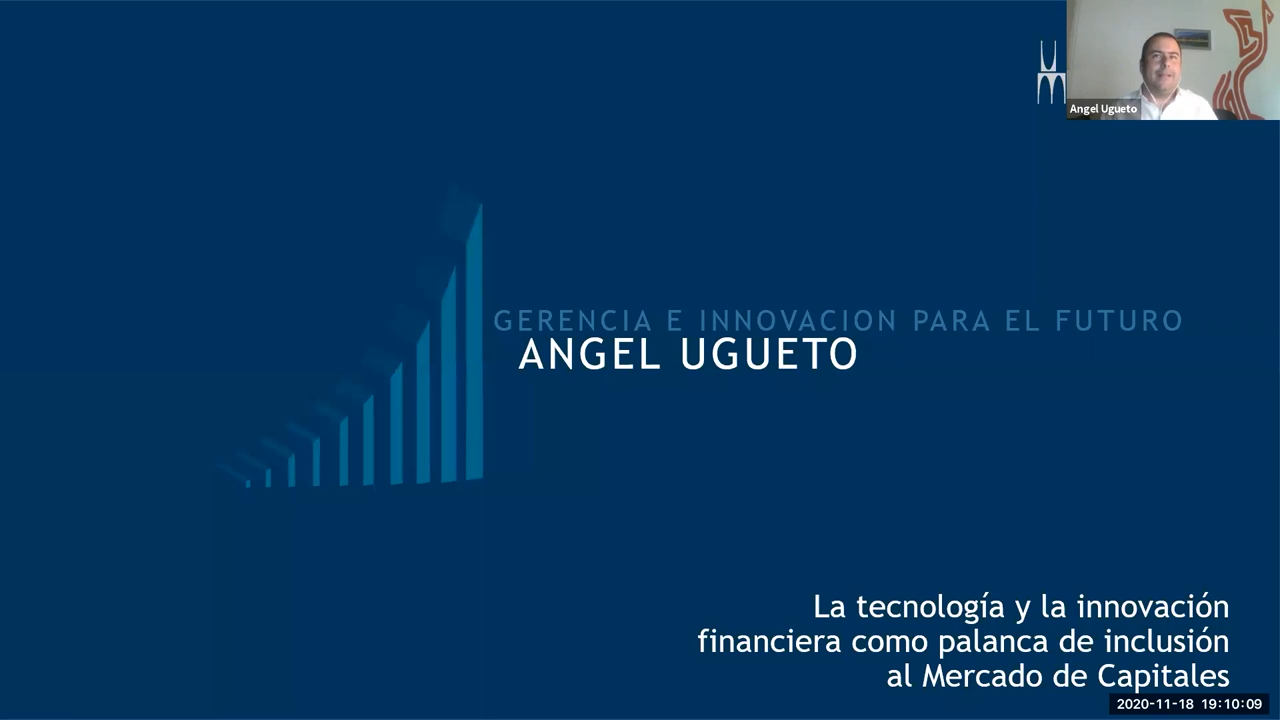 UM
Angel Ugueto
GERENCIA E INNOVACION PARA EL FUTURO
ANGEL UGUETO
La tecnología y la innovación
financiera como palanca de inclusión
al Mercado de Capitales
2020-11-18 19:10:09